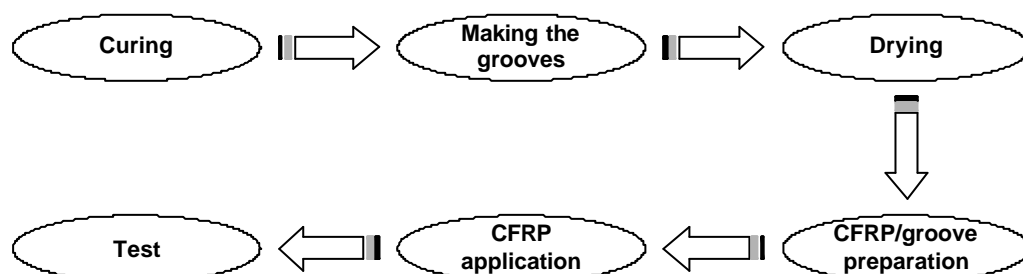 Curing
Making the
grooves
Drying
CFRP/groove
preparation
CFRP
application
Test